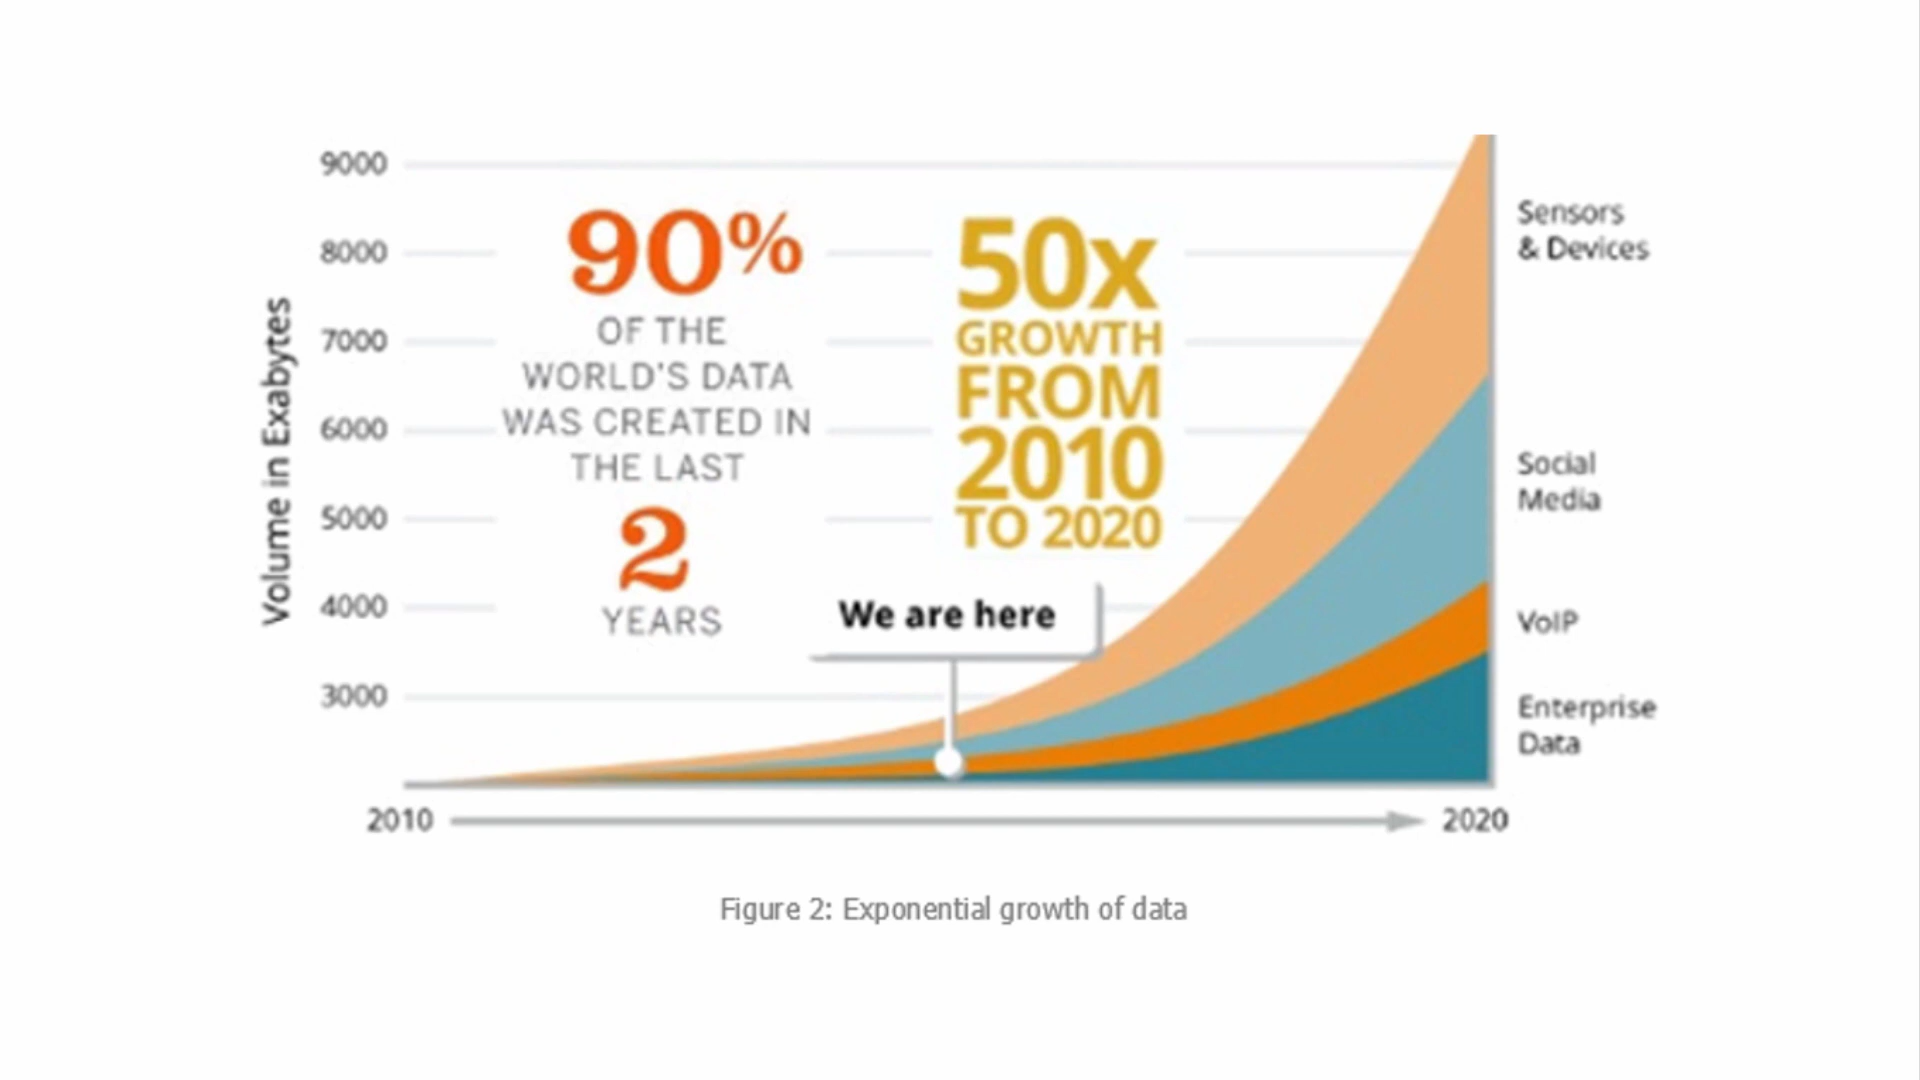 9000
8000
7000
6000
5000
4000
3000
Volume in Exabytes
90%
OF THE
WORLD'S DATA
WAS CREATED IN
THE LAST
2
YEARS
50x
GROWTH
FROM
2010
TO 2020
We are here
Sensors
& Devices
Social
Media
VoIP
Enterprise
Data
2010
2020
Figure 2: Exponential growth of data